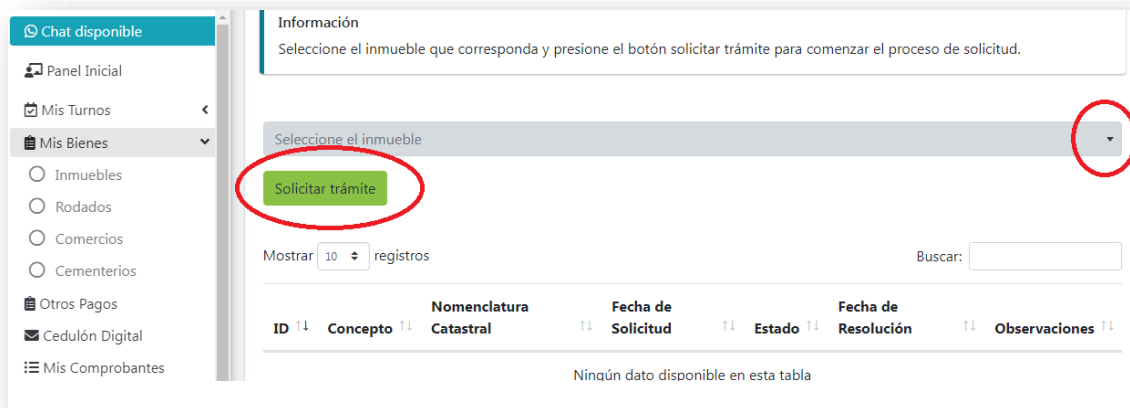 Chat disponible
Panel Inicial
Mis Turnos
Mis Bienes
Inmuebles
Rodados
Comercios
Cementerios
Otros Pagos
Cedulón Digital
Mis Comprobantes
Información
Seleccione el inmueble que corresponda y presione el botón solicitar trámite para comenzar el proceso de solicitud.
Seleccione el inmueble
Solicitar trámite
Mostrar 10 registros
Buscar:
ID Concepto Nomenclatura Catastral Fecha de Solicitud Estado Fecha de Resolución Observaciones
Ningún dato disponible en esta tabla